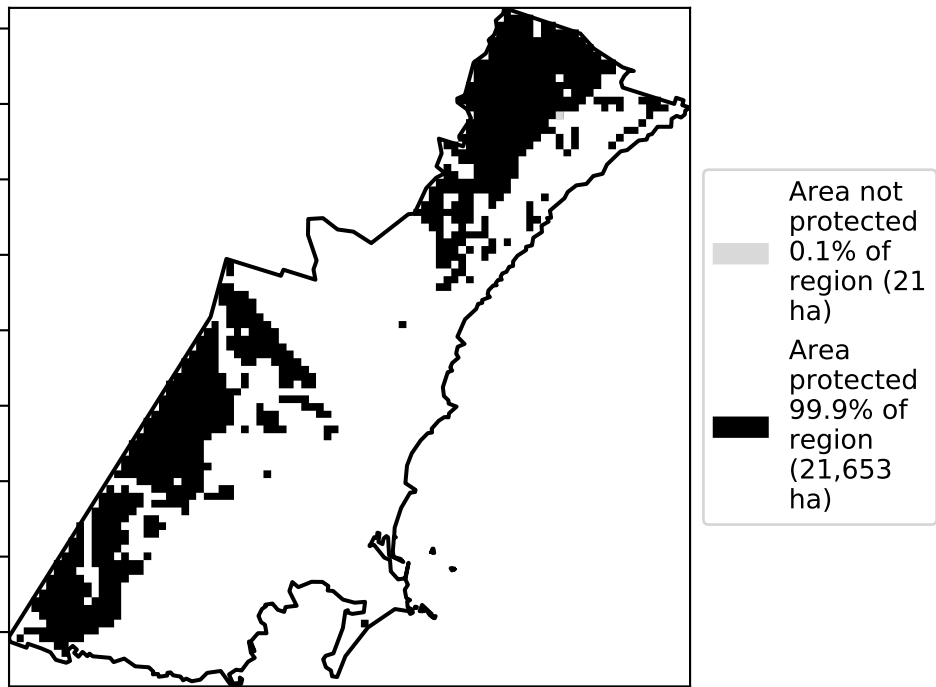 Area not
protected
0.1% of
region (21
ha)
Area
protected
99.9% of
region
(21,653
ha)